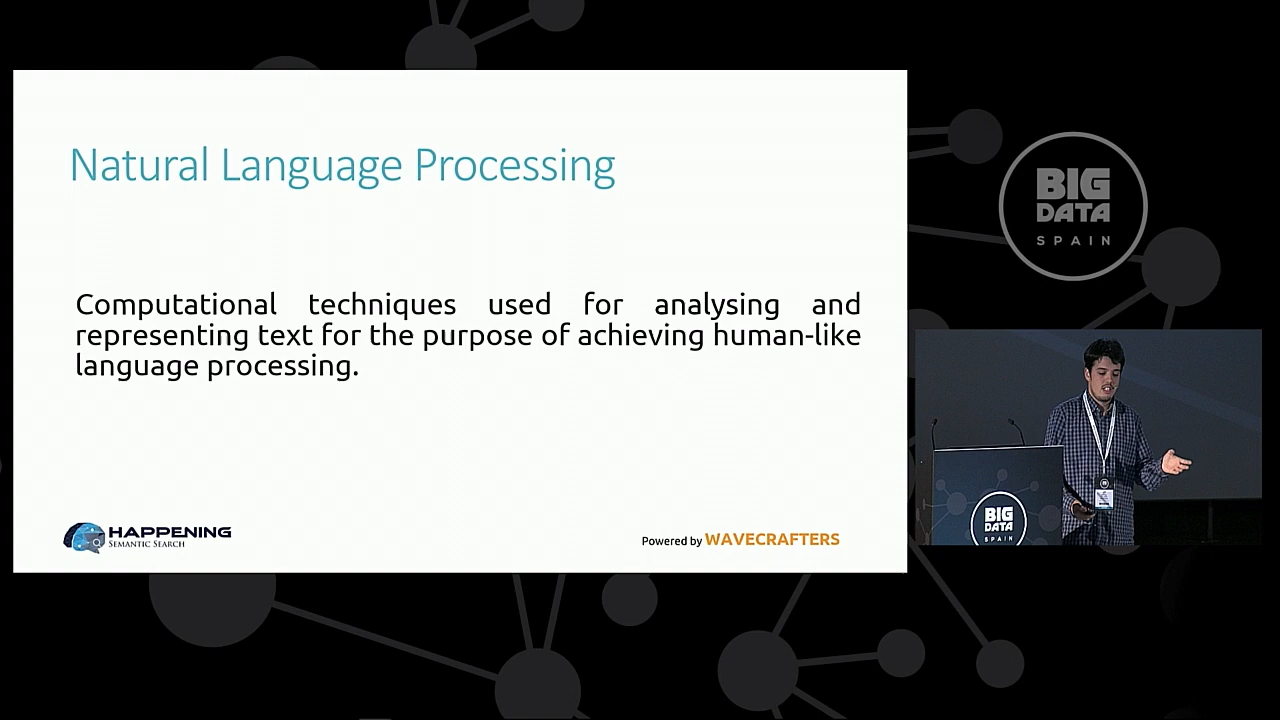 Natural Language Processing
Computational techniques used for analysing and
representing text for the purpose of achieving human-like
language processing.
HAPPENING
SEMANTIC SEARCH
Powered by WAVECRAFTERS
BIG
DATA
SPAIN
BIG
DATA
SPAIN